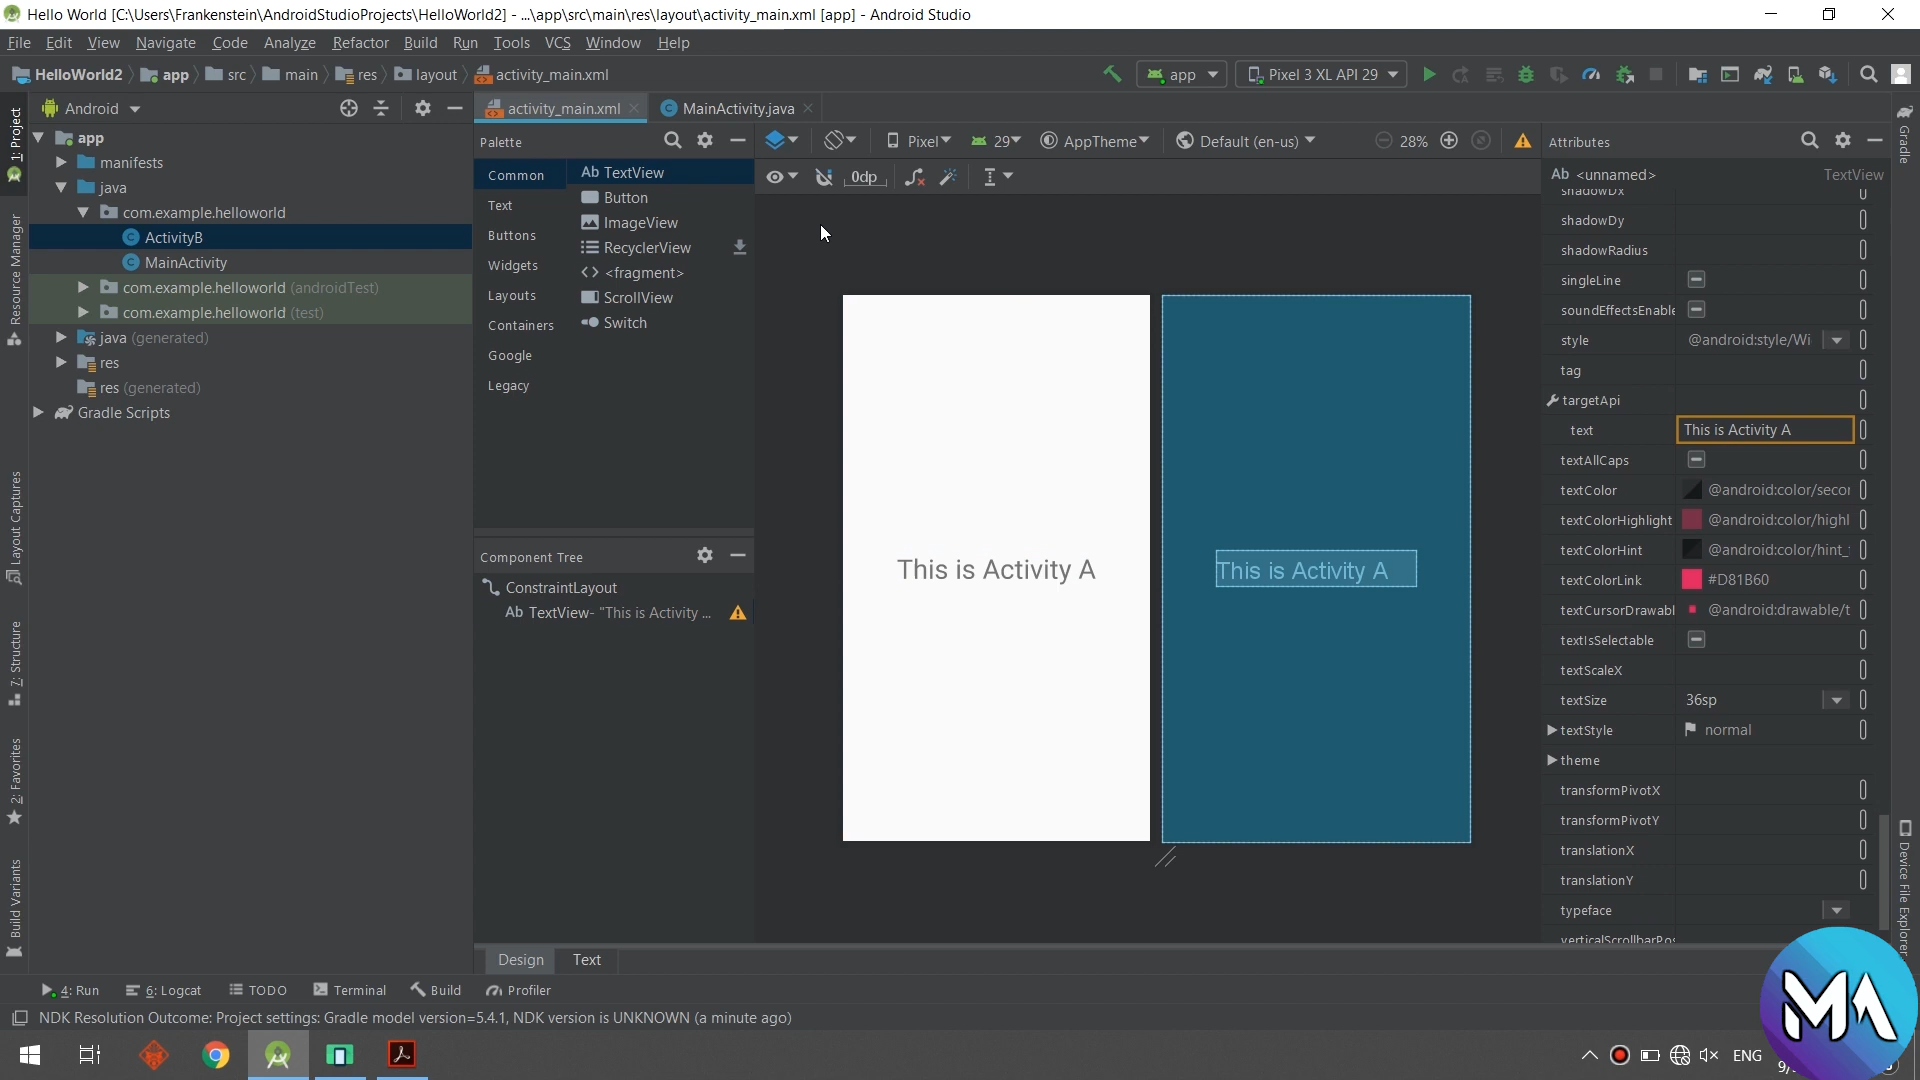 Hello World [C:\Users\Frankenstein\AndroidStudioProjects\HelloWorld2] - ...\app\src\main\res\layout\activity_main.xml [app] - Android Studio
File Edit View Navigate Code Analyze Refactor Build Run Tools VCS Window Help
HelloWorld2 app src main res layout activity_main.xml
app
Pixel 3 XL API 29
1: Project
Resource Manager
Layout Captures
7: Structure
2: Favorites
Build Variants
Android
app
manifests
java
com.example.helloworld
ActivityB
MainActivity
com.example.helloworld (androidTest)
com.example.helloworld (test)
java (generated)
res
res (generated)
Gradle Scripts
activity_main.xml
MainActivity.java
Palette
Common
Text
Buttons
Widgets
Layouts
Containers
Google
Legacy
Ab TextView
Button
ImageView
RecyclerView
<> <fragment>
ScrollView
Switch
Component Tree
ConstraintLayout
Ab TextView- "This is Activity ...
Pixel 29 AppTheme Default (en-us) 28%
0dp
This is Activity A
This is Activity A
Design Text
Attributes
Ab <unnamed> TextView
shadowDx
shadowDy
shadowRadius
singleLine
soundEffectsEnable
style @android:style/Wi
tag
targetApi
text This is Activity A
textAllCaps
textColor @android:color/secor
textColorHighlight @android:color/highl
textColorHint @android:color/hint_
textColorLink #D81B60
textCursorDrawabl @android:drawable/t
textIsSelectable
textScaleX
textSize 36sp
textStyle normal
theme
transformPivotX
transformPivotY
translationX
translationY
typeface
verticalScrollbarPos
Gradle
Device File Explorer
4: Run 6: Logcat TODO Terminal Build Profiler
NDK Resolution Outcome: Project settings: Gradle model version=5.4.1, NDK version is UNKNOWN (a minute ago)
ENG
MA